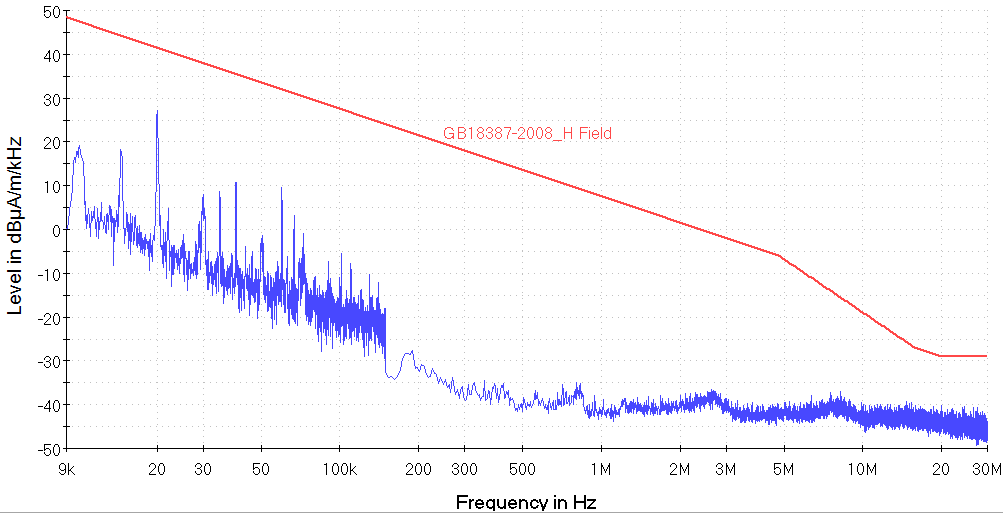 Level in dBµA/m/kHz
50
40
30
20
10
0
-10
-20
-30
-40
-50
GB18387-2008_H Field
9k 20 30 50 100k 200 300 500 1M 2M 3M 5M 10M 20 30M
Frequency in Hz